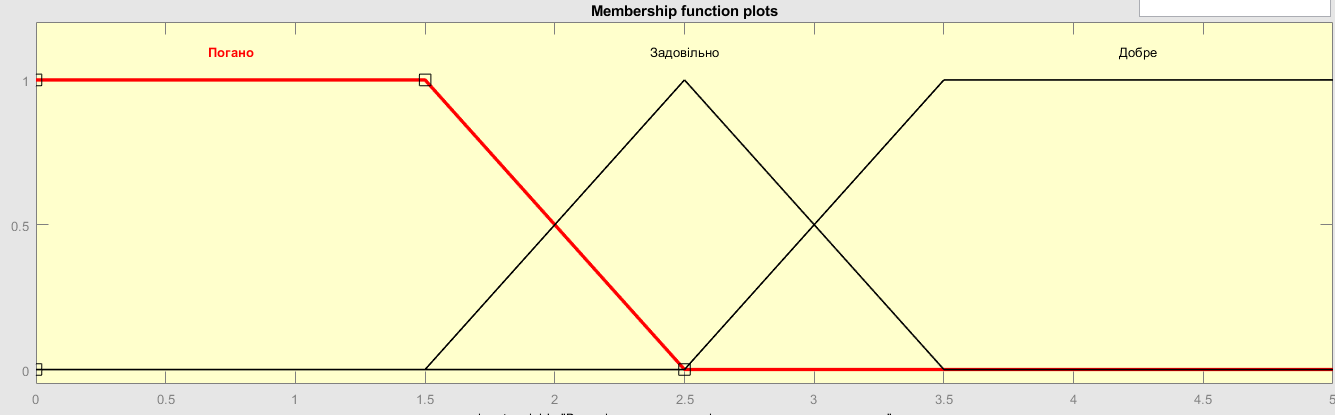 Membership function plots
Погано Задовільно Добре
1
0.5
0
0 0.5 1 1.5 2 2.5 3 3.5 4 4.5 5